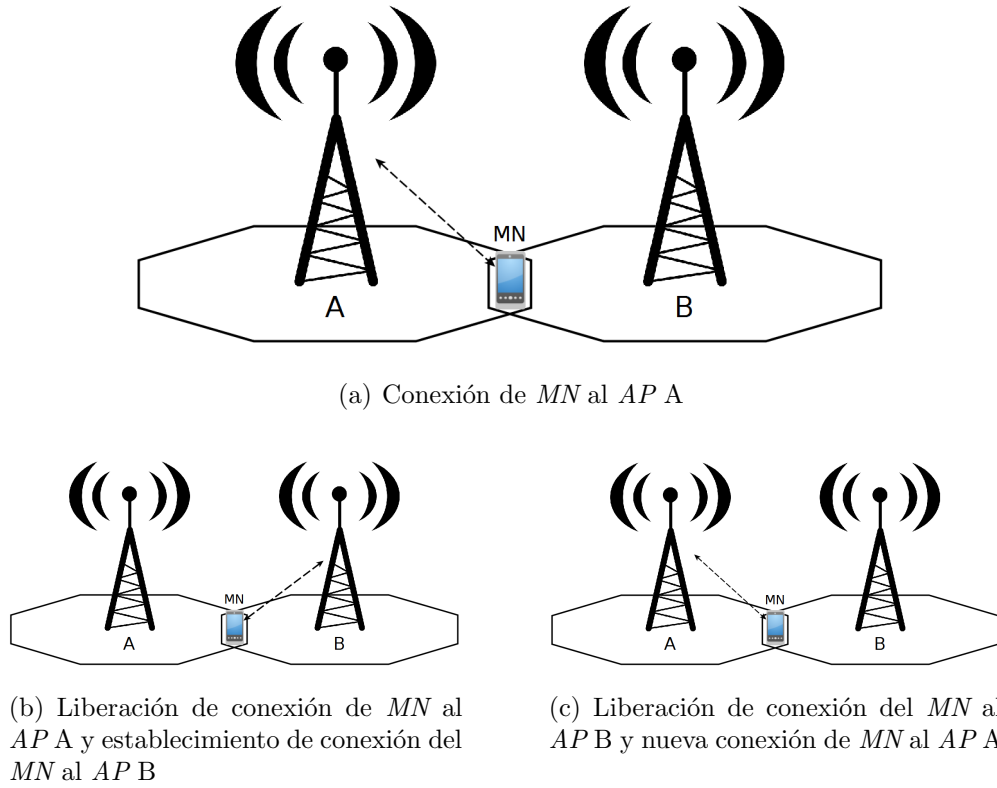 MN
A
B
(a) Conexión de MN al AP A
MN
A
B
(b) Liberación de conexión de MN al
AP A y establecimiento de conexión del
MN al AP B
MN
A
B
(c) Liberación de conexión del MN al
AP B y nueva conexión de MN al AP A